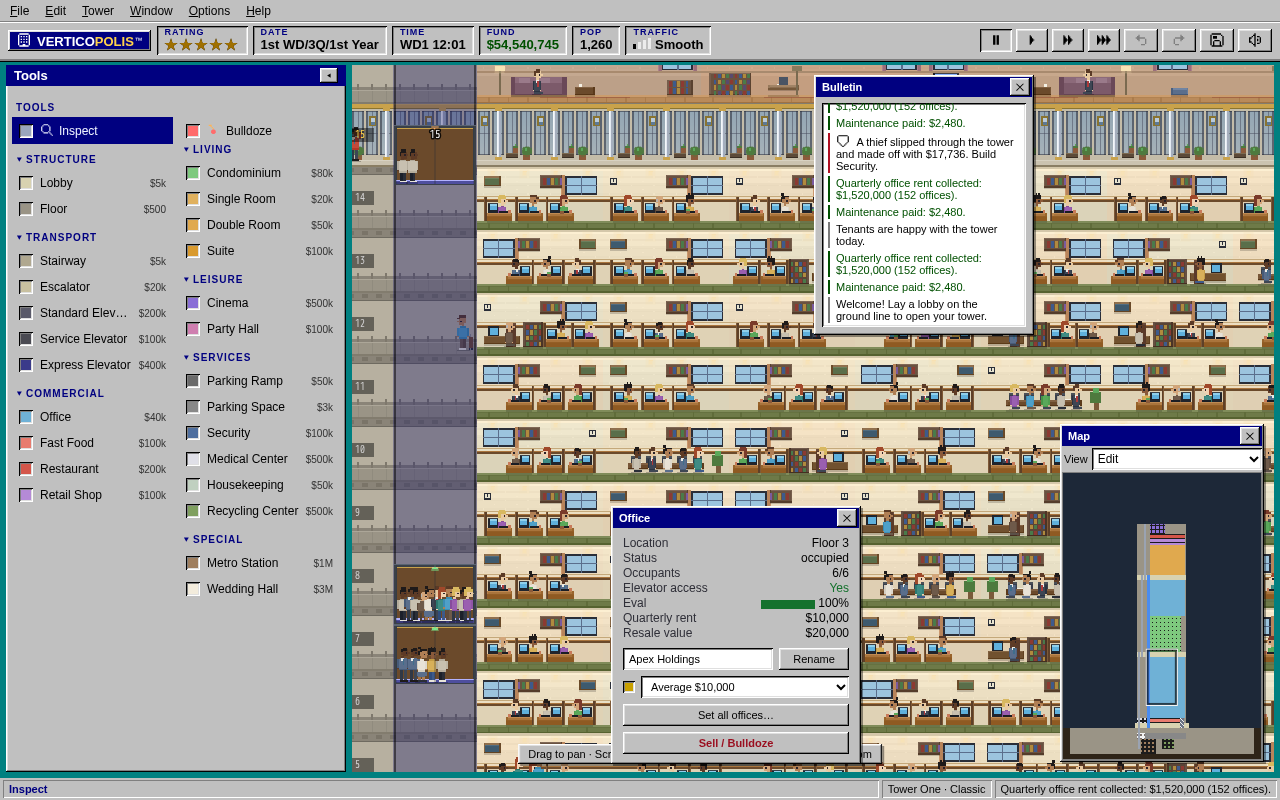 File Edit Tower Window Options Help
VERTICOPOLIS™
RATING
DATE
1st WD/3Q/1st Year
TIME
WD1 12:01
FUND
$54,540,745
POP
1,260
TRAFFIC
Smooth
Tools
TOOLS
Inspect
Bulldoze
STRUCTURE
Lobby $5k
Floor $500
TRANSPORT
Stairway $5k
Escalator $20k
Standard Elev… $200k
Service Elevator $100k
Express Elevator $400k
COMMERCIAL
Office $40k
Fast Food $100k
Restaurant $200k
Retail Shop $100k
LIVING
Condominium $80k
Single Room $20k
Double Room $50k
Suite $100k
LEISURE
Cinema $500k
Party Hall $100k
SERVICES
Parking Ramp $50k
Parking Space $3k
Security $100k
Medical Center $500k
Housekeeping $50k
Recycling Center $500k
SPECIAL
Metro Station $1M
Wedding Hall $3M
15
15
14
13
12
11
10
9
8
7
6
5
Bulletin
$1,520,000 (152 offices).
Maintenance paid: $2,480.
A thief slipped through the tower
and made off with $17,736. Build
Security.
Quarterly office rent collected:
$1,520,000 (152 offices).
Maintenance paid: $2,480.
Tenants are happy with the tower
today.
Quarterly office rent collected:
$1,520,000 (152 offices).
Maintenance paid: $2,480.
Welcome! Lay a lobby on the
ground line to open your tower.
Office
Location Floor 3
Status occupied
Occupants 6/6
Elevator access Yes
Eval 100%
Quarterly rent $10,000
Resale value $20,000
Apex Holdings Rename
Average $10,000
Set all offices…
Sell / Bulldoze
Drag to pan · Scr
Map
View Edit
Inspect
Tower One · Classic
Quarterly office rent collected: $1,520,000 (152 offices).